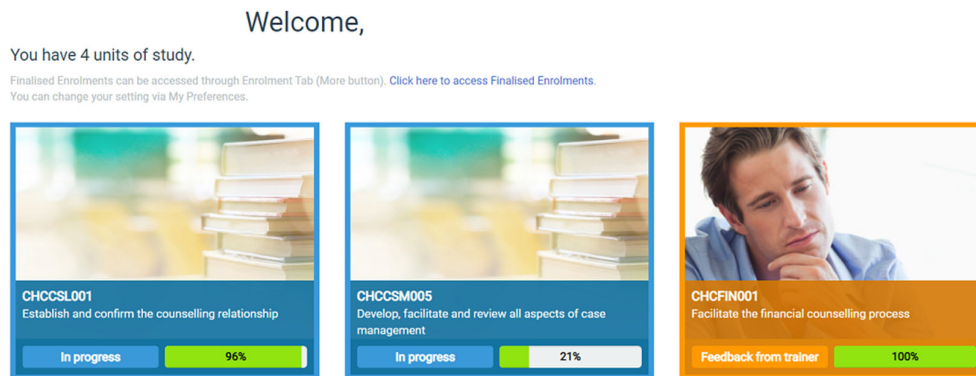 Welcome,
You have 4 units of study.
Finalised Enrolments can be accessed through Enrolment Tab (More button). Click here to access Finalised Enrolments.
You can change your setting via My Preferences.
CHCCSL001
Establish and confirm the counselling relationship
In progress
96%
CHCCSM005
Develop, facilitate and review all aspects of case
management
In progress
21%
CHCFIN001
Facilitate the financial counselling process
Feedback from trainer
100%